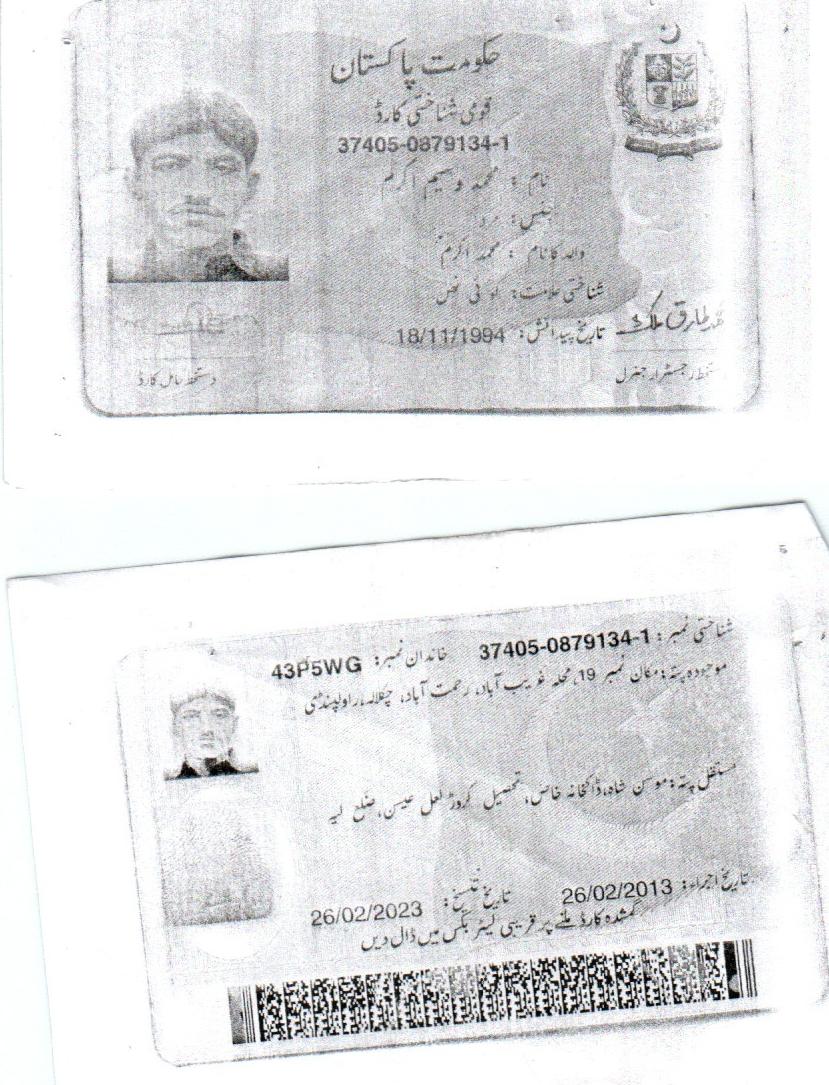 حکومت پاکستان
قومی شناختی کارڈ
37405-0879134-1
نام : محمد وسیم اکرم
جنس: مرد
والد کا نام : محمد اکرم
شناختی علامت: کوئی نہیں
تاریخ پیدائش: 18/11/1994
محمد طارق ملک
دستخط حامل کارڈ
دستخط رجسٹرار جنرل
شناختی نمبر: 37405-0879134-1 خاندان نمبر: 43P5WG
موجودہ پتہ: مکان نمبر 19، محلہ غریب آباد، رحمت آباد، چکلالہ، راولپنڈی
مستقل پتہ: موسن شاہ، ڈاکخانہ خاص، تحصیل کروڑ لعل عیسن، ضلع لیہ
تاریخ اجراء: 26/02/2013 تاریخ تنسیخ: 26/02/2023
گمشدہ کارڈ ملنے پر قریبی لیٹر بکس میں ڈال دیں